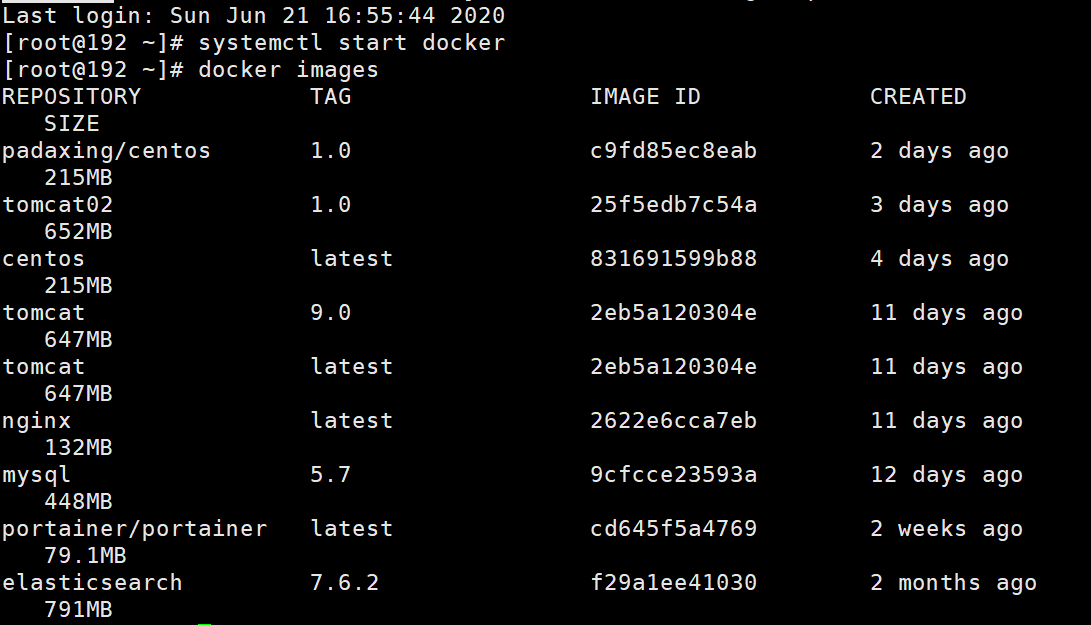 Last login: Sun Jun 21 16:55:44 2020
[root@192 ~]# systemctl start docker
[root@192 ~]# docker images
REPOSITORY            TAG                 IMAGE ID            CREATED
   SIZE
padaxing/centos       1.0                 c9fd85ec8eab        2 days ago
   215MB
tomcat02              1.0                 25f5edb7c54a        3 days ago
   652MB
centos                latest              831691599b88        4 days ago
   215MB
tomcat                9.0                 2eb5a120304e        11 days ago
   647MB
tomcat                latest              2eb5a120304e        11 days ago
   647MB
nginx                 latest              2622e6cca7eb        11 days ago
   132MB
mysql                 5.7                 9cfcce23593a        12 days ago
   448MB
portainer/portainer   latest              cd645f5a4769        2 weeks ago
   79.1MB
elasticsearch         7.6.2               f29a1ee41030        2 months ago
   791MB